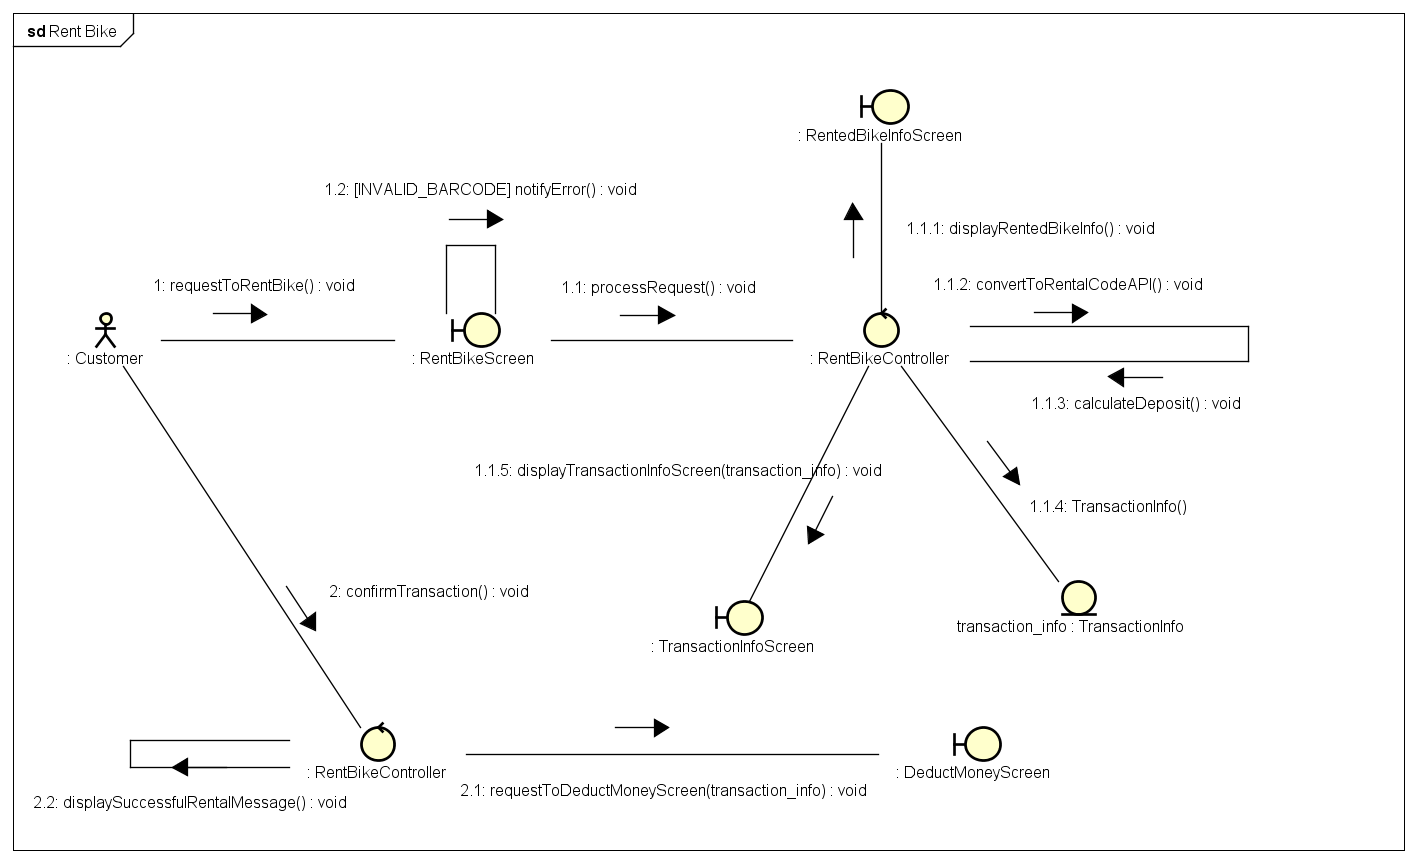 sd Rent Bike
: RentedBikeInfoScreen
1.2: [INVALID_BARCODE] notifyError() : void
1.1.1: displayRentedBikeInfo() : void
1: requestToRentBike() : void
1.1: processRequest() : void
1.1.2: convertToRentalCodeAPI() : void
: Customer
: RentBikeScreen
: RentBikeController
1.1.3: calculateDeposit() : void
1.1.5: displayTransactionInfoScreen(transaction_info) : void
1.1.4: TransactionInfo()
2: confirmTransaction() : void
transaction_info : TransactionInfo
: TransactionInfoScreen
: RentBikeController
: DeductMoneyScreen
2.1: requestToDeductMoneyScreen(transaction_info) : void
2.2: displaySuccessfulRentalMessage() : void